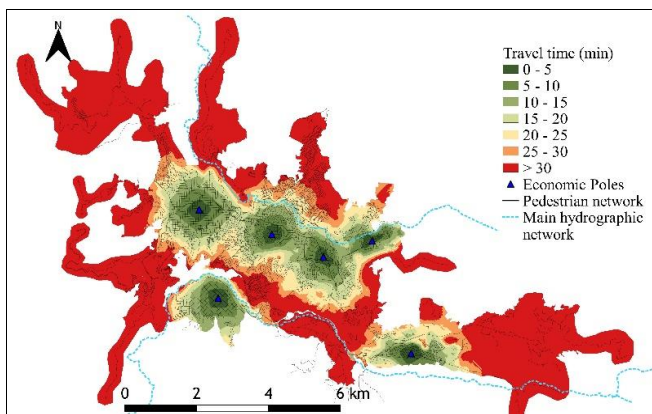 N
Travel time (min)
0 - 5
5 - 10
10 - 15
15 - 20
20 - 25
25 - 30
> 30
Economic Poles
Pedestrian network
Main hydrographic
network
0 2 4 6 km